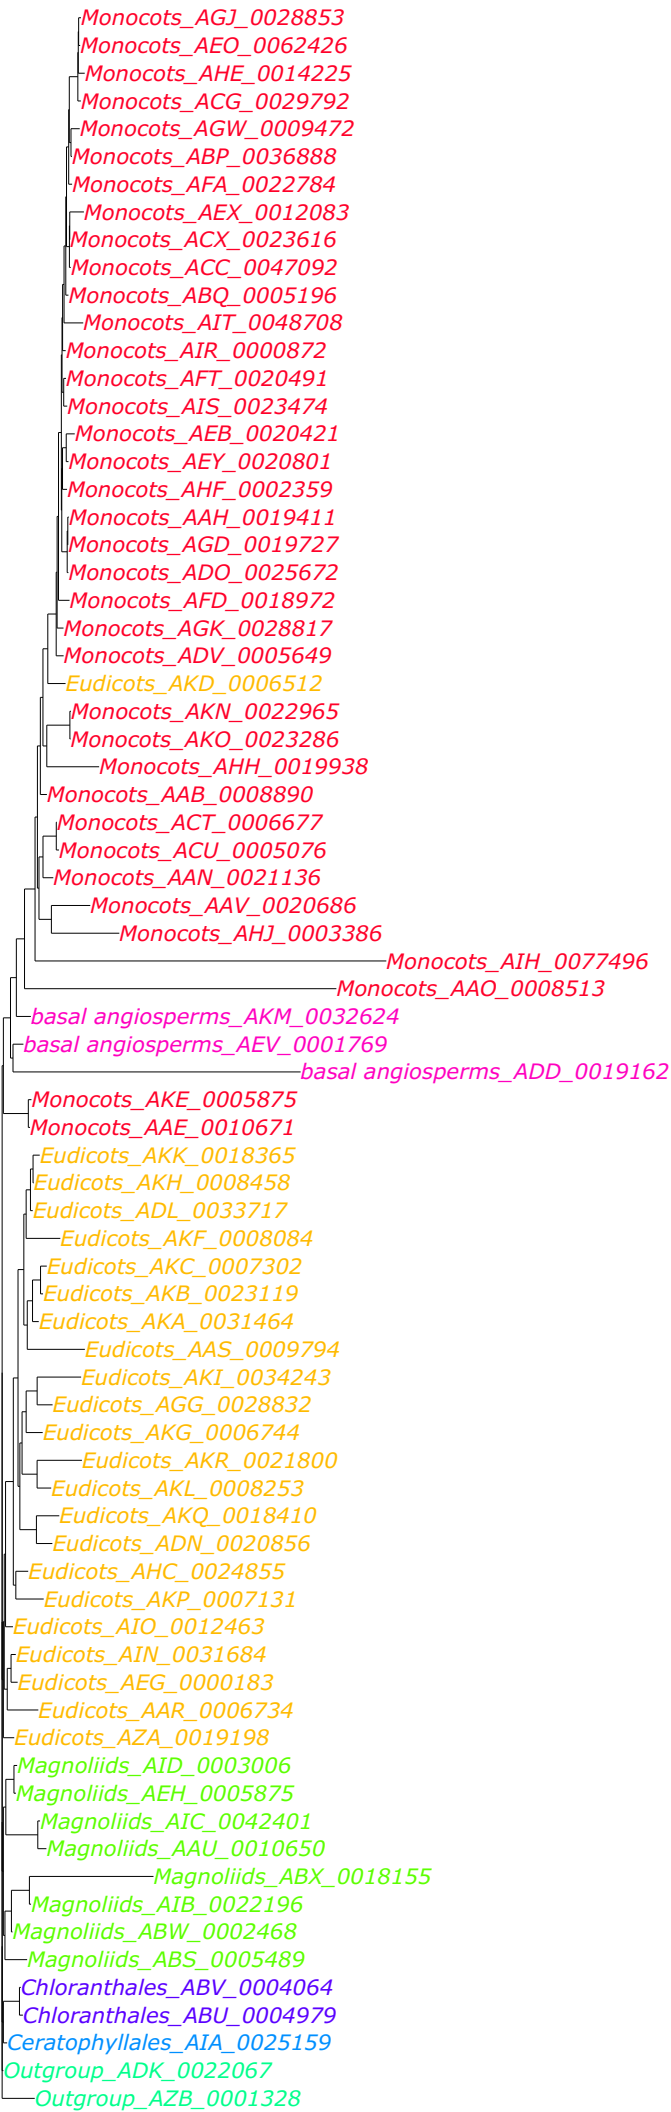 Monocots_AGJ_0028853
Monocots_AEO_0062426
Monocots_AHE_0014225
Monocots_ACG_0029792
Monocots_AGW_0009472
Monocots_ABP_0036888
Monocots_AFA_0022784
Monocots_AEX_0012083
Monocots_ACX_0023616
Monocots_ACC_0047092
Monocots_ABQ_0005196
Monocots_AIT_0048708
Monocots_AIR_0000872
Monocots_AFT_0020491
Monocots_AIS_0023474
Monocots_AEB_0020421
Monocots_AEY_0020801
Monocots_AHF_0002359
Monocots_AAH_0019411
Monocots_AGD_0019727
Monocots_ADO_0025672
Monocots_AFD_0018972
Monocots_AGK_0028817
Monocots_ADV_0005649
Eudicots_AKD_0006512
Monocots_AKN_0022965
Monocots_AKO_0023286
Monocots_AHH_0019938
Monocots_AAB_0008890
Monocots_ACT_0006677
Monocots_ACU_0005076
Monocots_AAN_0021136
Monocots_AAV_0020686
Monocots_AHJ_0003386
Monocots_AIH_0077496
Monocots_AAO_0008513
basal angiosperms_AKM_0032624
basal angiosperms_AEV_0001769
basal angiosperms_ADD_0019162
Monocots_AKE_0005875
Monocots_AAE_0010671
Eudicots_AKK_0018365
Eudicots_AKH_0008458
Eudicots_ADL_0033717
Eudicots_AKF_0008084
Eudicots_AKC_0007302
Eudicots_AKB_0023119
Eudicots_AKA_0031464
Eudicots_AAS_0009794
Eudicots_AKI_0034243
Eudicots_AGG_0028832
Eudicots_AKG_0006744
Eudicots_AKR_0021800
Eudicots_AKL_0008253
Eudicots_AKQ_0018410
Eudicots_ADN_0020856
Eudicots_AHC_0024855
Eudicots_AKP_0007131
Eudicots_AIO_0012463
Eudicots_AIN_0031684
Eudicots_AEG_0000183
Eudicots_AAR_0006734
Eudicots_AZA_0019198
Magnoliids_AID_0003006
Magnoliids_AEH_0005875
Magnoliids_AIC_0042401
Magnoliids_AAU_0010650
Magnoliids_ABX_0018155
Magnoliids_AIB_0022196
Magnoliids_ABW_0002468
Magnoliids_ABS_0005489
Chloranthales_ABV_0004064
Chloranthales_ABU_0004979
Ceratophyllales_AIA_0025159
Outgroup_ADK_0022067
Outgroup_AZB_0001328